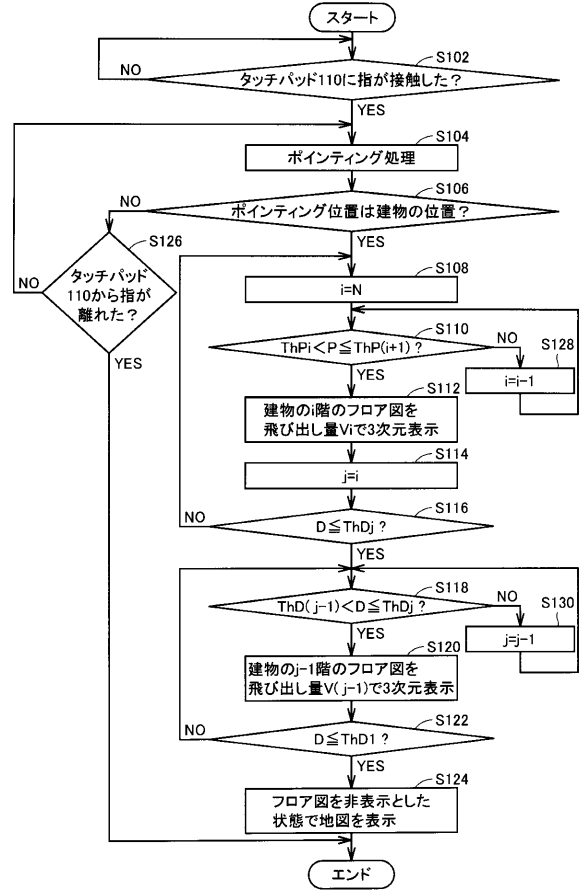 スタート
S102
タッチパッド110に指が接触した？
NO
YES
S104
ポインティング処理
S106
ポインティング位置は建物の位置？
NO
YES
S126
タッチパッド
110から指が
離れた？
NO
YES
S108
i=N
S110
ThPi＜P≦ThP(i+1)？
NO
YES
S128
i=i−1
S112
建物のi階のフロア図を
飛び出し量Viで3次元表示
S114
j=i
S116
D≦ThDj？
NO
YES
S118
ThD(j−1)＜D≦ThDj？
NO
YES
S130
j=j−1
S120
建物のj−1階のフロア図を
飛び出し量V(j−1)で3次元表示
S122
D≦ThD1？
NO
YES
S124
フロア図を非表示とした
状態で地図を表示
エンド